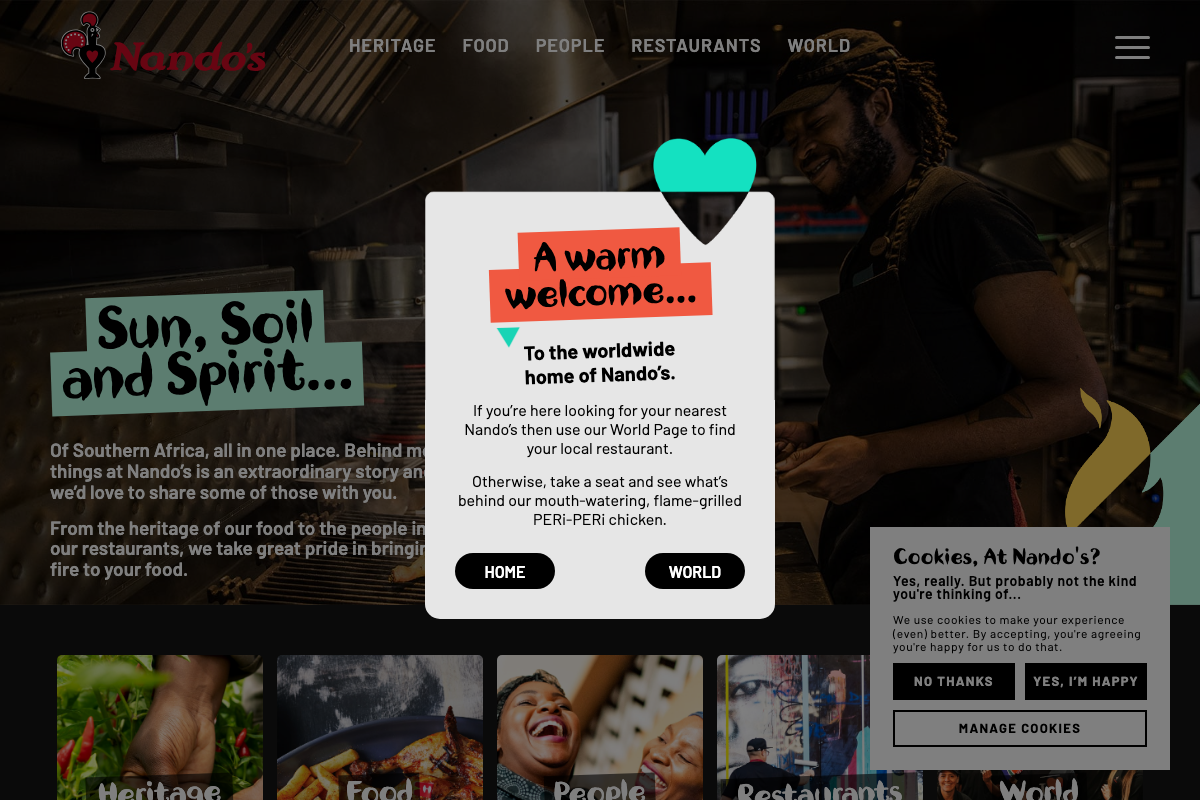 Nando's
HERITAGE FOOD PEOPLE RESTAURANTS WORLD
Sun, Soil
and Spirit...
Of Southern Africa, all in one place. Behind
things at Nando's is an extraordinary story
we'd love to share some of those with you.
From the heritage of our food to the people in
our restaurants, we take great pride in
fire to your food.
A warm
welcome...
To the worldwide
home of Nando's.
If you're here looking for your nearest
Nando's then use our World Page to find
your local restaurant.
Otherwise, take a seat and see what's
behind our mouth-watering, flame-grilled
PERi-PERi chicken.
HOME
WORLD
Cookies, At Nando's?
Yes, really. But probably not the kind
you're thinking of...
We use cookies to make your experience
(even) better. By accepting, you're agreeing
you're happy for us to do that.
NO THANKS
YES, I'M HAPPY
MANAGE COOKIES
Heritage
Food
People
Restaurants
World